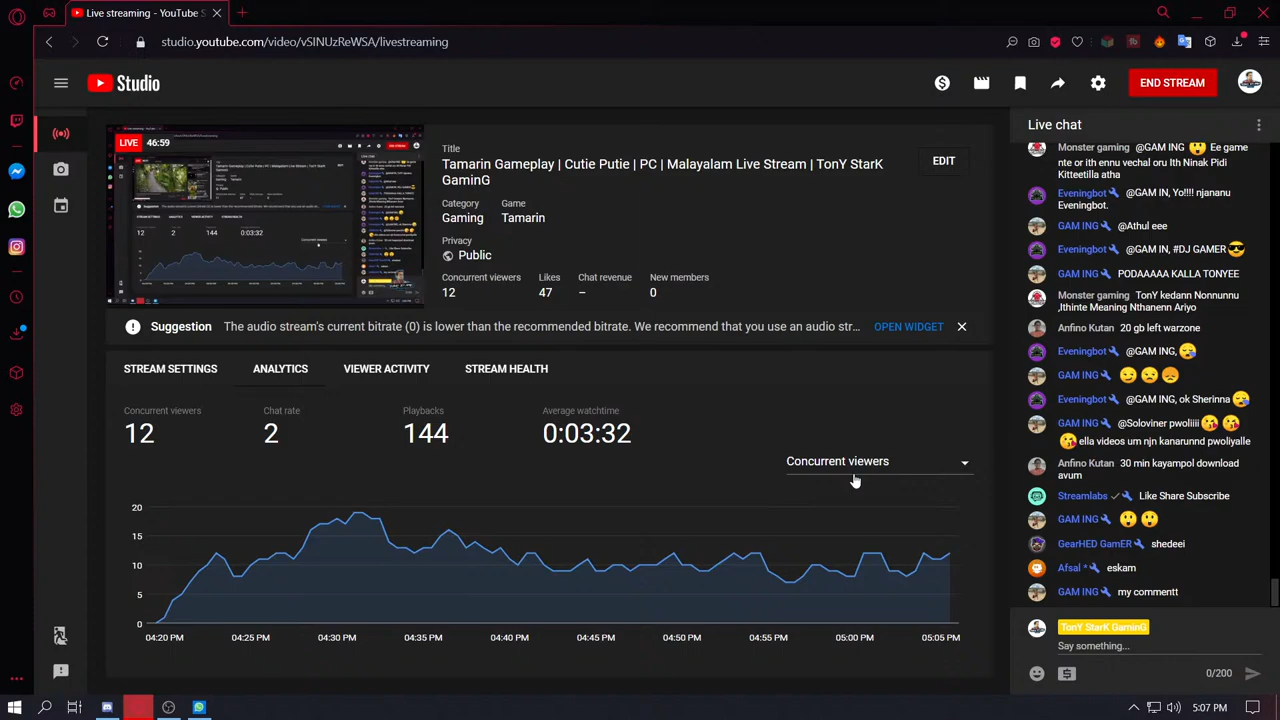 Live streaming - YouTube S
studio.youtube.com/video/vSINUzReWSA/livestreaming
Studio
END STREAM
LIVE 46:59
Title
Tamarin Gameplay | Cutie Putie | PC | Malayalam Live Stream | TonY StarK
GaminG
EDIT
Category Game
Gaming Tamarin
Privacy
Public
Concurrent viewers Likes Chat revenue New members
12 47 – 0
Suggestion The audio stream's current bitrate (0) is lower than the recommended bitrate. We recommend that you use an audio str... OPEN WIDGET
STREAM SETTINGS ANALYTICS VIEWER ACTIVITY STREAM HEALTH
Concurrent viewers Chat rate Playbacks Average watchtime
12 2 144 0:03:32
Concurrent viewers
20
15
10
5
0
04:20 PM 04:25 PM 04:30 PM 04:35 PM 04:40 PM 04:45 PM 04:50 PM 04:55 PM 05:00 PM 05:05 PM
Live chat
Monster gaming @GAM ING 😲 Ee game
nte os ith ennu vechal oru Ith Ninak Pidi
Kitteetilla atha
Eveningbot @GAM IN, Yo!!!! njananu
Eveningbot.
GAM ING @Athul eee
Eveningbot @GAM IN, #DJ GAMER 😎
GAM ING PODAAAAA KALLA TONYEE
Monster gaming TonY kedann Nonnunnu
,Ithinte Meaning Nthanenn Ariyo
Anfino Kutan 20 gb left warzone
Eveningbot @GAM ING, 😪
GAM ING 😏 😒 😞
Eveningbot @GAM ING, ok Sherinna 😪
GAM ING @Soloviner pwoliiii 😘 😘
😘 ella videos um njn kanarunnd pwoliyalle
Anfino Kutan 30 min kayampol download
avum
Streamlabs Like Share Subscribe
GAM ING 😲 😲
GearHED GamER shedeei
Afsal * eskam
GAM ING my commentt
TonY StarK GaminG
Say something...
0/200
5:07 PM